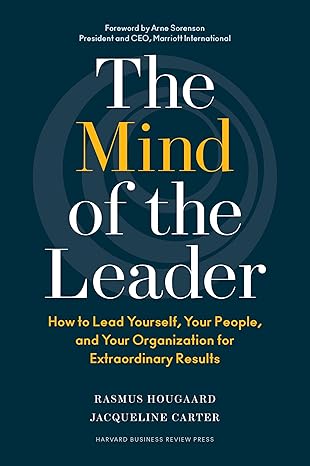 Foreword by Arne Sorenson
President and CEO, Marriott International
The
Mind
of the
Leader
How to Lead Yourself, Your People,
and Your Organization for
Extraordinary Results
RASMUS HOUGAARD
JACQUELINE CARTER
HARVARD BUSINESS REVIEW PRESS